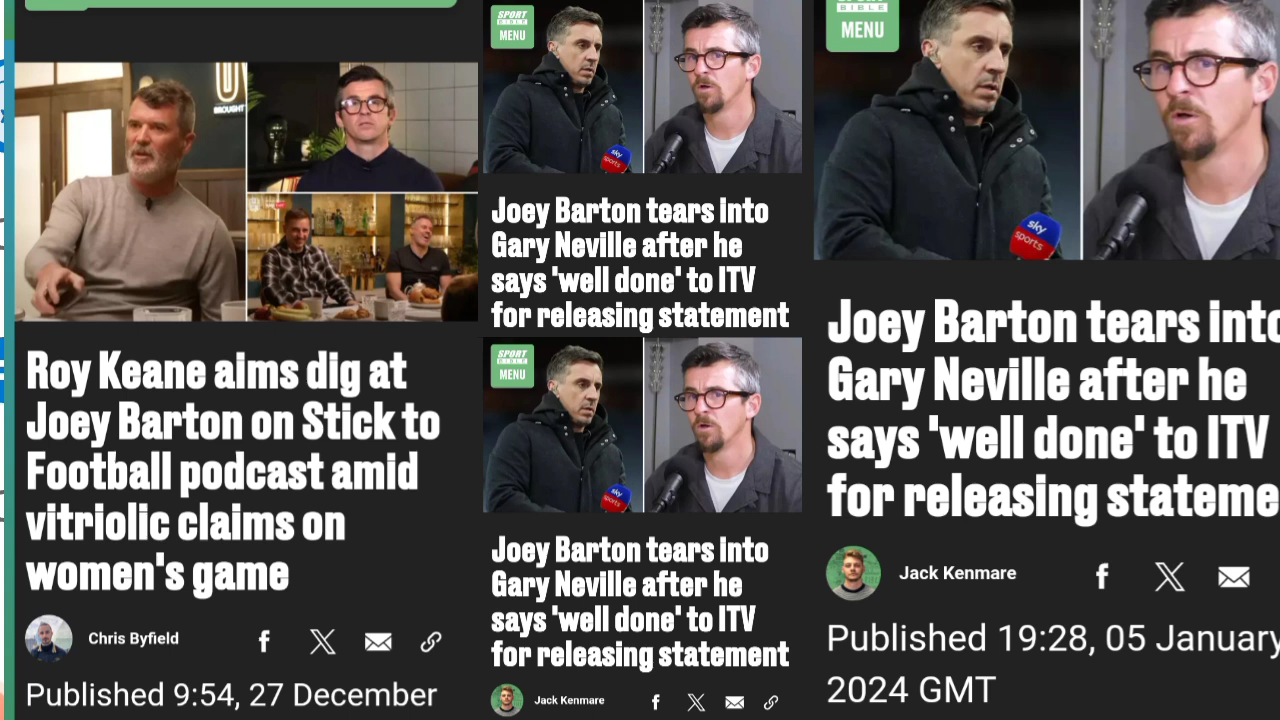 BROUGHT
Roy Keane aims dig at
Joey Barton on Stick to
Football podcast amid
vitriolic claims on
women's game
Chris Byfield
Published 9:54, 27 December
SPORT
BIBLE
MENU
sky
sports
Joey Barton tears into
Gary Neville after he
says 'well done' to ITV
for releasing statement
SPORT
BIBLE
MENU
sky
sports
Joey Barton tears into
Gary Neville after he
says 'well done' to ITV
for releasing statement
Jack Kenmare
BIBLE
MENU
sky
sports
Joey Barton tears into
Gary Neville after he
says 'well done' to ITV
for releasing stateme
Jack Kenmare
Published 19:28, 05 January
2024 GMT